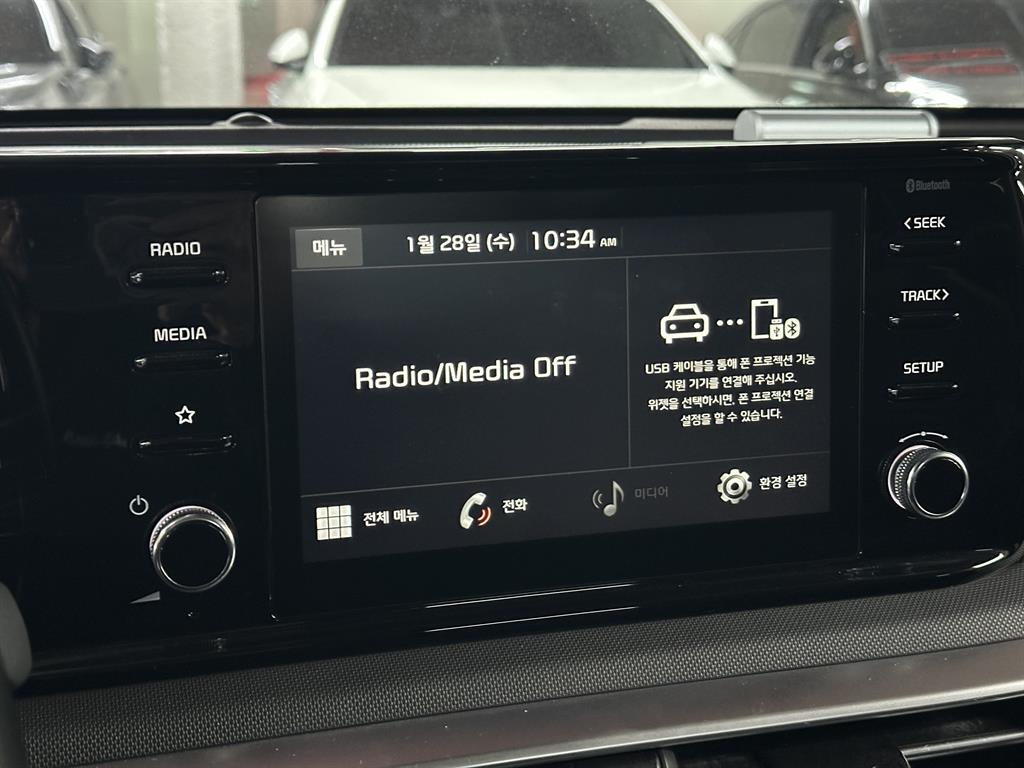 Bluetooth
RADIO
MEDIA
메뉴
1월 28일 (수) 10:34 AM
Radio/Media Off
USB 케이블을 통해 폰 프로젝션 기능
지원 기기를 연결해 주십시오.
위젯을 선택하시면, 폰 프로젝션 연결
설정을 할 수 있습니다.
전체 메뉴
전화
미디어
환경 설정
<SEEK
TRACK>
SETUP